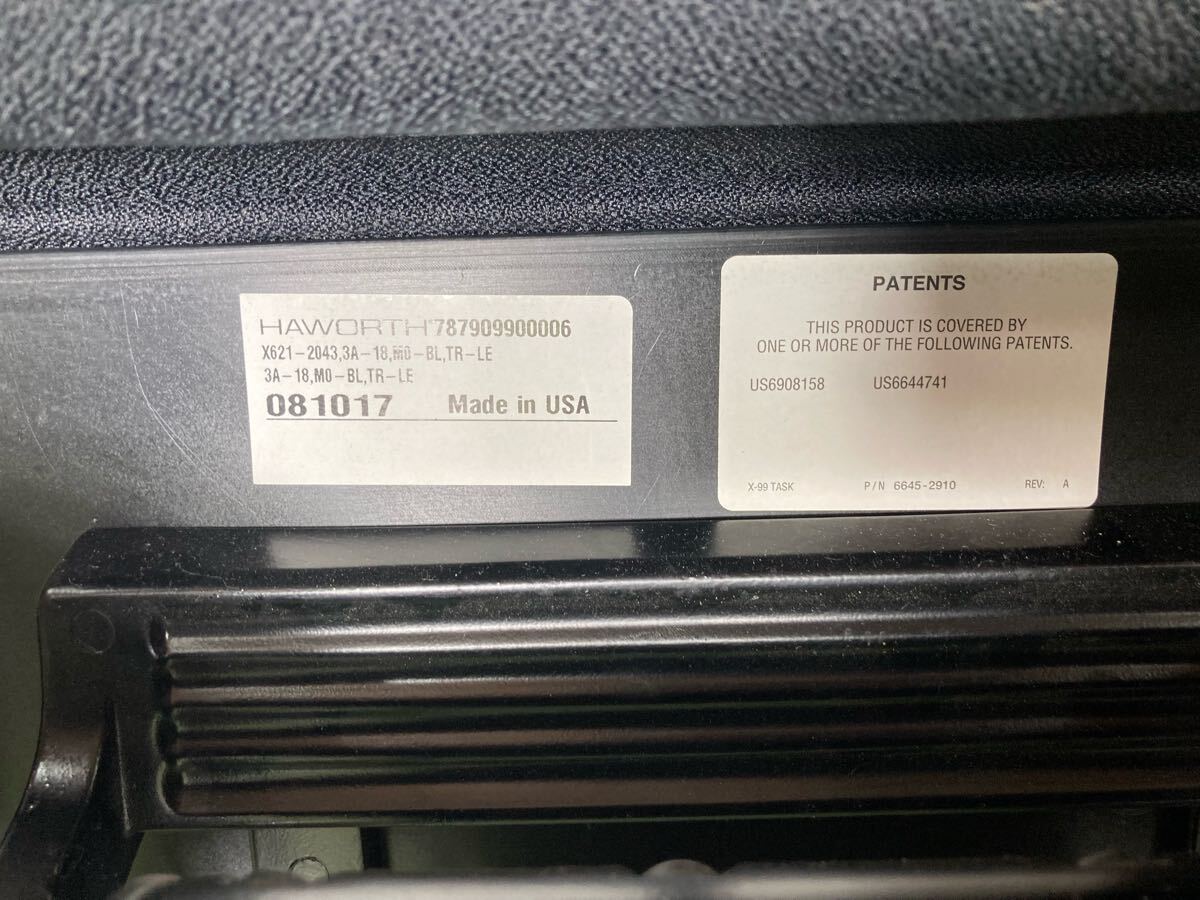 HAWORTH® 787909900006
X621-2043,3A-18,M0-BL,TR-LE
3A-18,M0-BL,TR-LE
081017 Made in USA
PATENTS
THIS PRODUCT IS COVERED BY
ONE OR MORE OF THE FOLLOWING PATENTS.
US6908158 US6644741
X-99 TASK P/N 6645-2910 REV: A